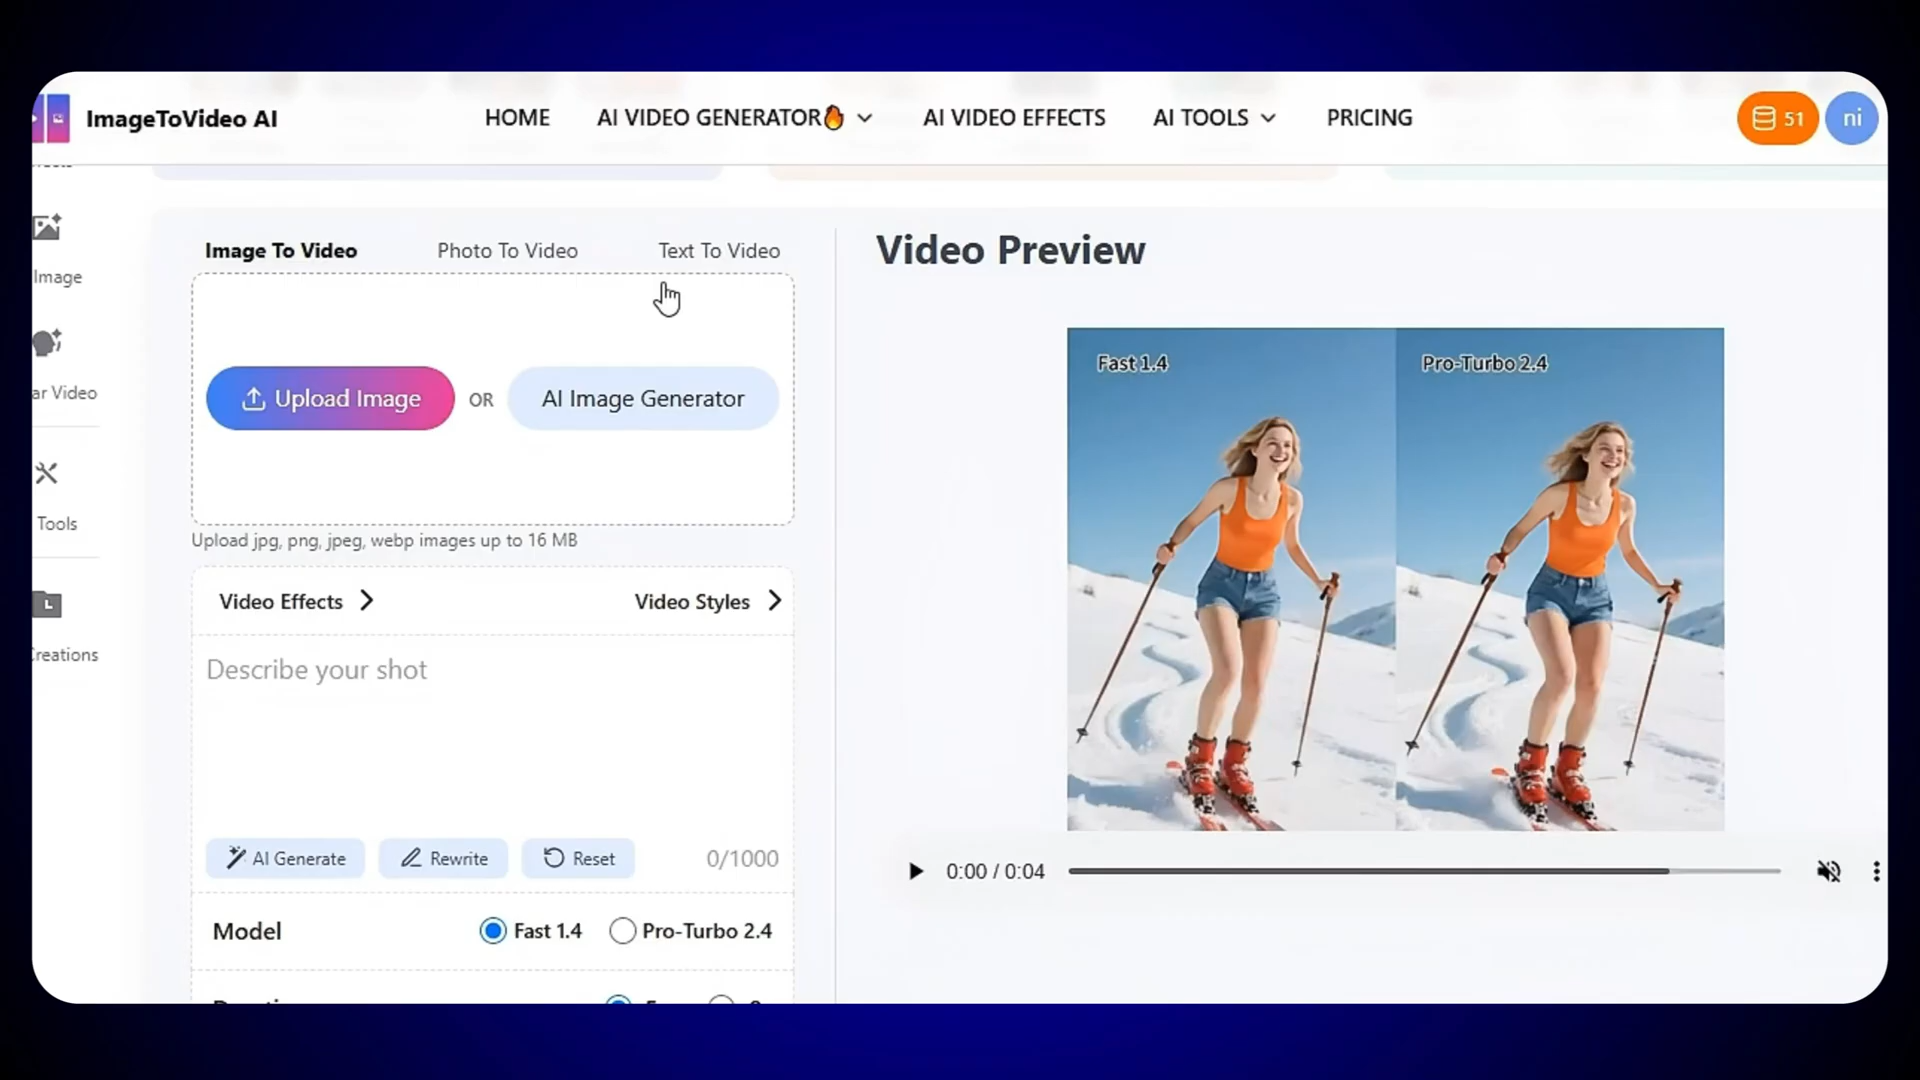 ImageToVideo AI
HOME
AI VIDEO GENERATOR🔥
AI VIDEO EFFECTS
AI TOOLS
PRICING
51
ni
Image
ar Video
Tools
Creations
Image To Video
Photo To Video
Text To Video
Upload Image
OR
AI Image Generator
Upload jpg, png, jpeg, webp images up to 16 MB
Video Effects
Video Styles
Describe your shot
AI Generate
Rewrite
Reset
0/1000
Model
Fast 1.4
Pro-Turbo 2.4
Video Preview
Fast 1.4
Pro-Turbo 2.4
0:00 / 0:04